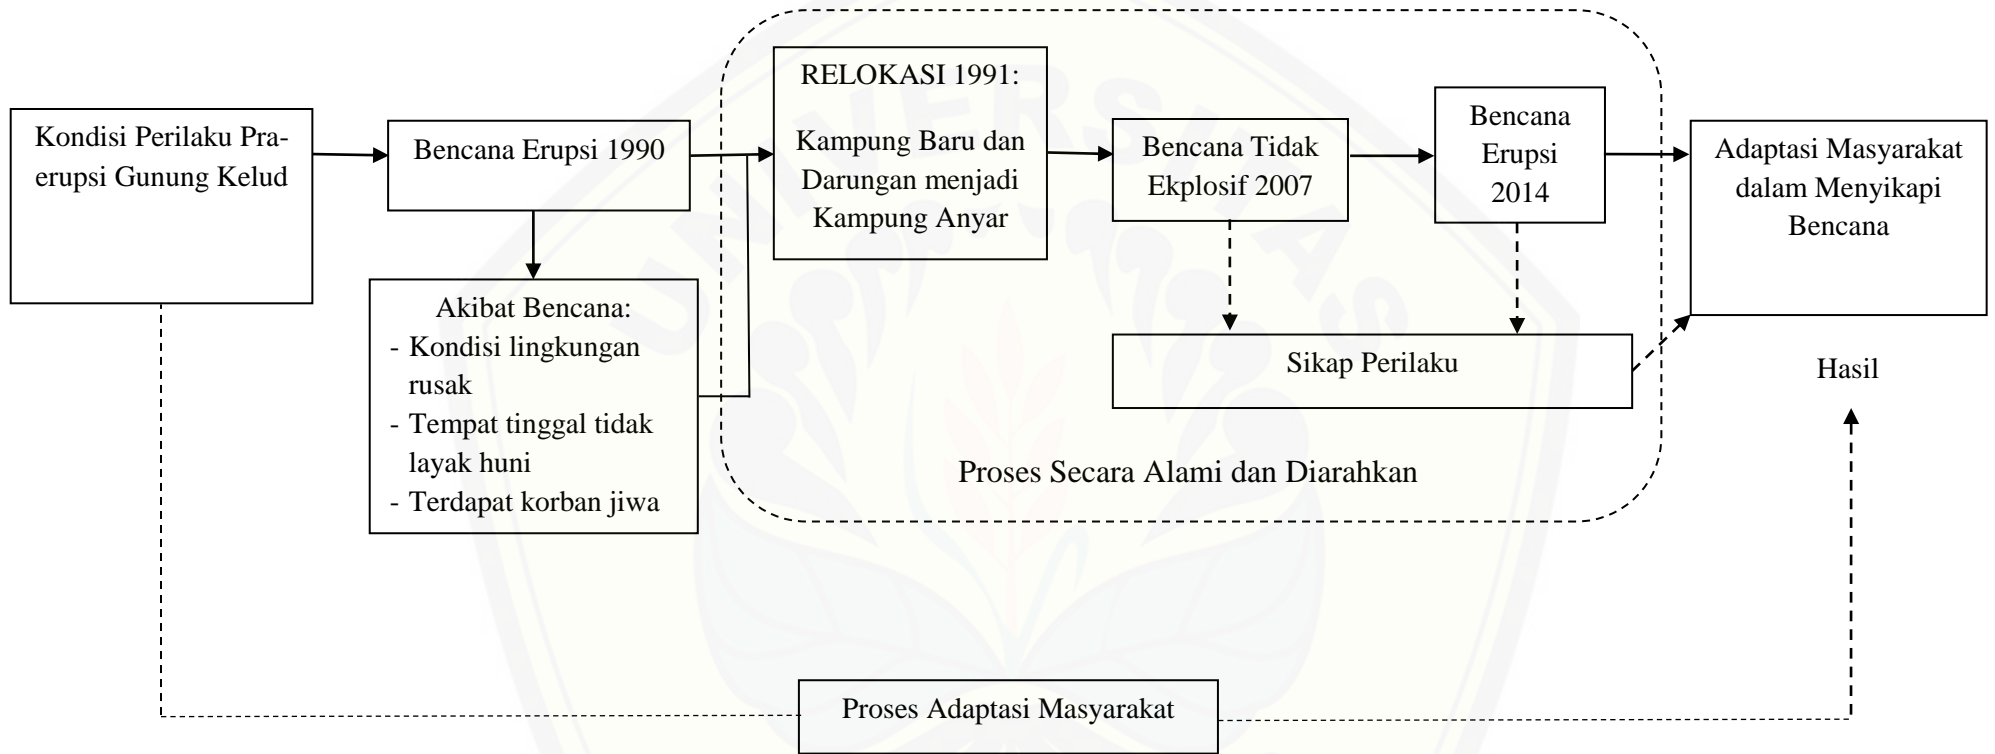 Kondisi Perilaku Pra-
erupsi Gunung Kelud
Bencana Erupsi 1990
Akibat Bencana:
- Kondisi lingkungan
rusak
- Tempat tinggal tidak
layak huni
- Terdapat korban jiwa
RELOKASI 1991:
Kampung Baru dan
Darungan menjadi
Kampung Anyar
Bencana Tidak
Ekplosif 2007
Bencana
Erupsi
2014
Sikap Perilaku
Proses Secara Alami dan Diarahkan
Adaptasi Masyarakat
dalam Menyikapi
Bencana
Hasil
Proses Adaptasi Masyarakat
UNIVERSITAS